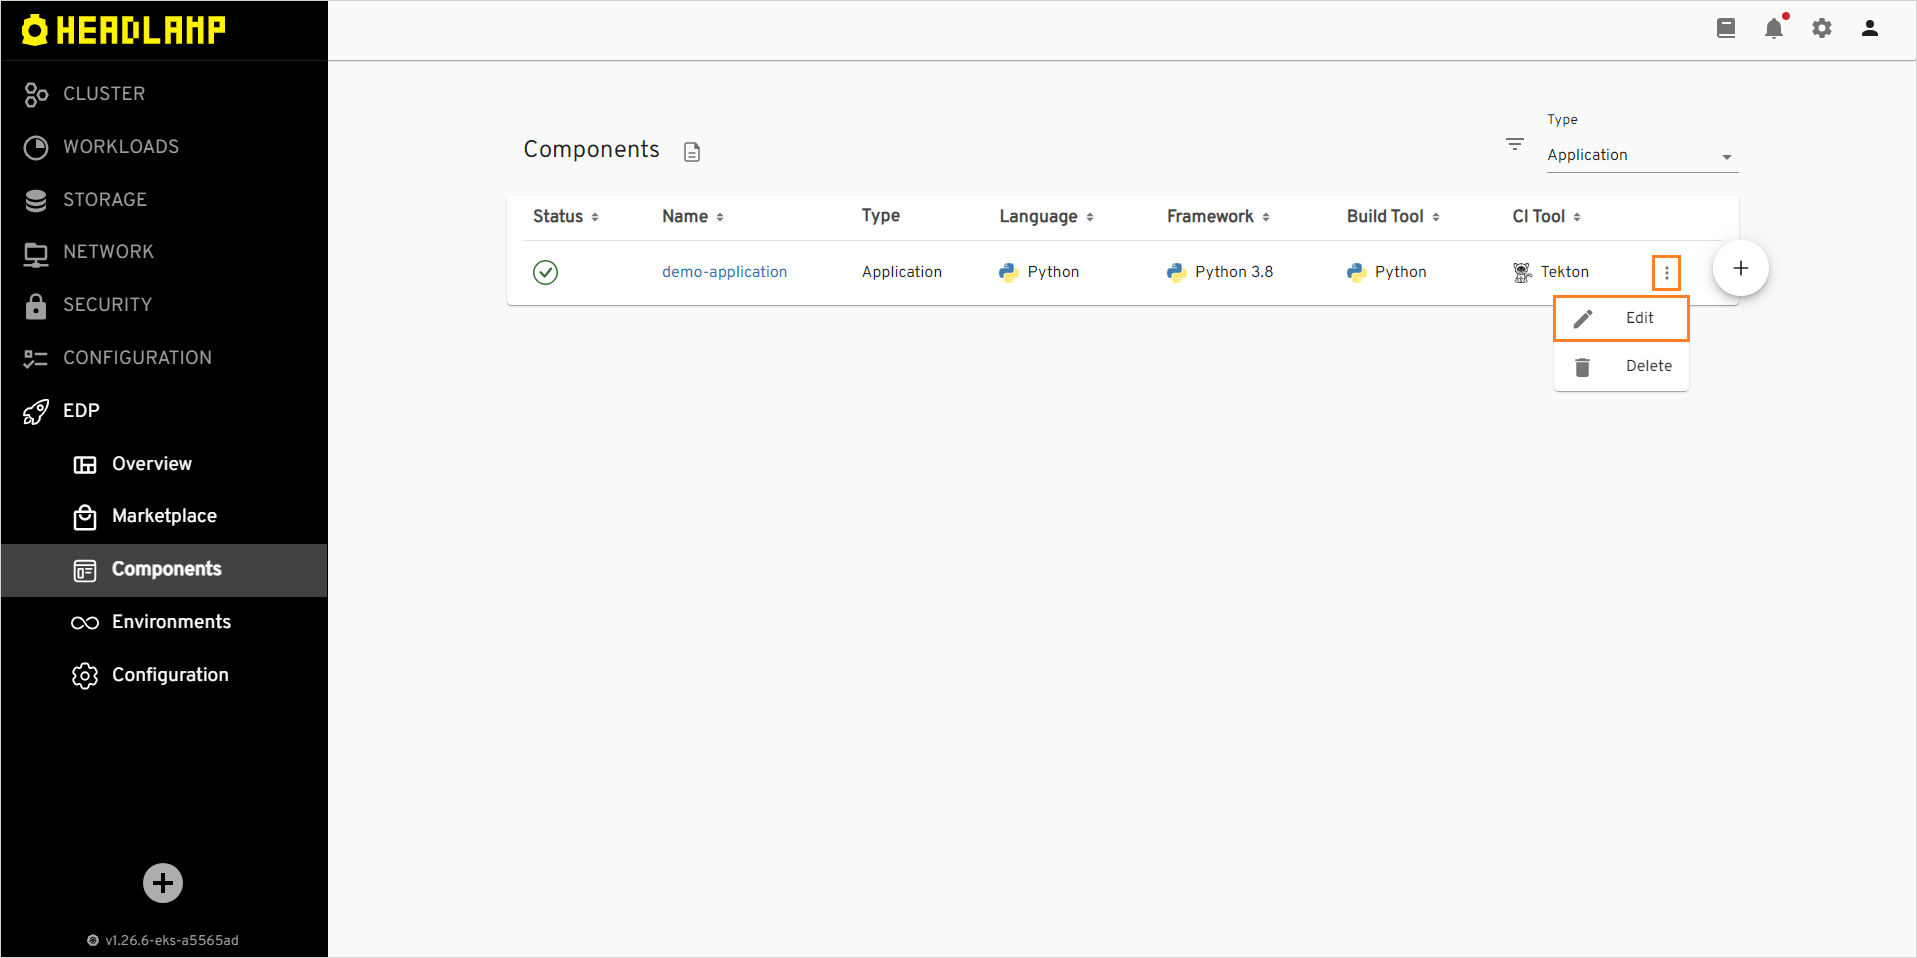 HEADLAMP
CLUSTER
WORKLOADS
STORAGE
NETWORK
SECURITY
CONFIGURATION
EDP
Overview
Marketplace
Components
Environments
Configuration
v1.26.6-eks-a5565ad
Components
Type
Application
Status Name Type Language Framework Build Tool CI Tool
demo-application Application Python Python 3.8 Python Tekton
Edit
Delete